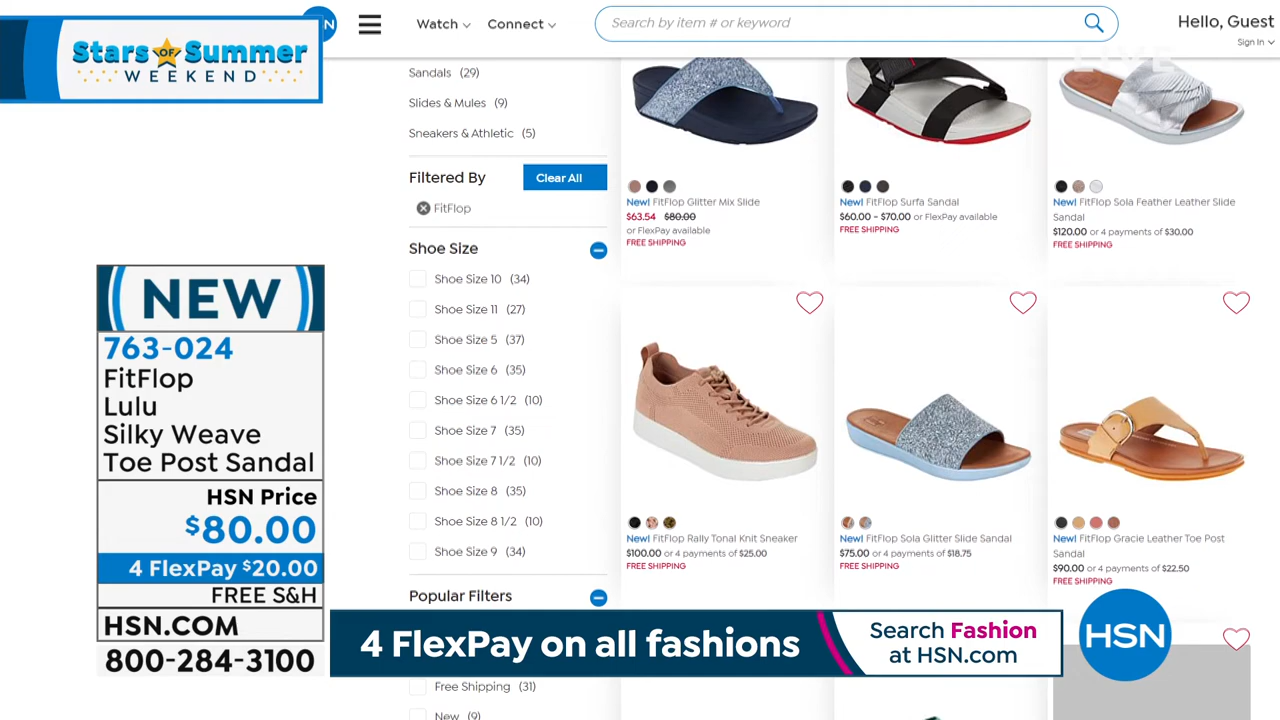 Stars OF Summer
WEEKEND
N
Watch
Connect
Search by item # or keyword
Hello, Guest
Sign In
LIVE
Sandals (29)
Slides & Mules (9)
Sneakers & Athletic (5)
Filtered By
Clear All
FitFlop
Shoe Size
Shoe Size 10 (34)
Shoe Size 11 (27)
Shoe Size 5 (37)
Shoe Size 6 (35)
Shoe Size 6 1/2 (10)
Shoe Size 7 (35)
Shoe Size 7 1/2 (10)
Shoe Size 8 (35)
Shoe Size 8 1/2 (10)
Shoe Size 9 (34)
Popular Filters
Free Shipping (31)
New (9)
New! FitFlop Glitter Mix Slide
$63.54 $80.00
or FlexPay available
FREE SHIPPING
New! FitFlop Surfa Sandal
$60.00 - $70.00 or FlexPay available
FREE SHIPPING
New! FitFlop Sola Feather Leather Slide
Sandal
$120.00 or 4 payments of $30.00
FREE SHIPPING
New! FitFlop Rally Tonal Knit Sneaker
$100.00 or 4 payments of $25.00
FREE SHIPPING
New! FitFlop Sola Glitter Slide Sandal
$75.00 or 4 payments of $18.75
FREE SHIPPING
New! FitFlop Gracie Leather Toe Post
Sandal
$90.00 or 4 payments of $22.50
FREE SHIPPING
NEW
763-024
FitFlop
Lulu
Silky Weave
Toe Post Sandal
HSN Price
$80.00
4 FlexPay $20.00
FREE S&H
HSN.COM
800-284-3100
4 FlexPay on all fashions
Search Fashion
at HSN.com
HSN